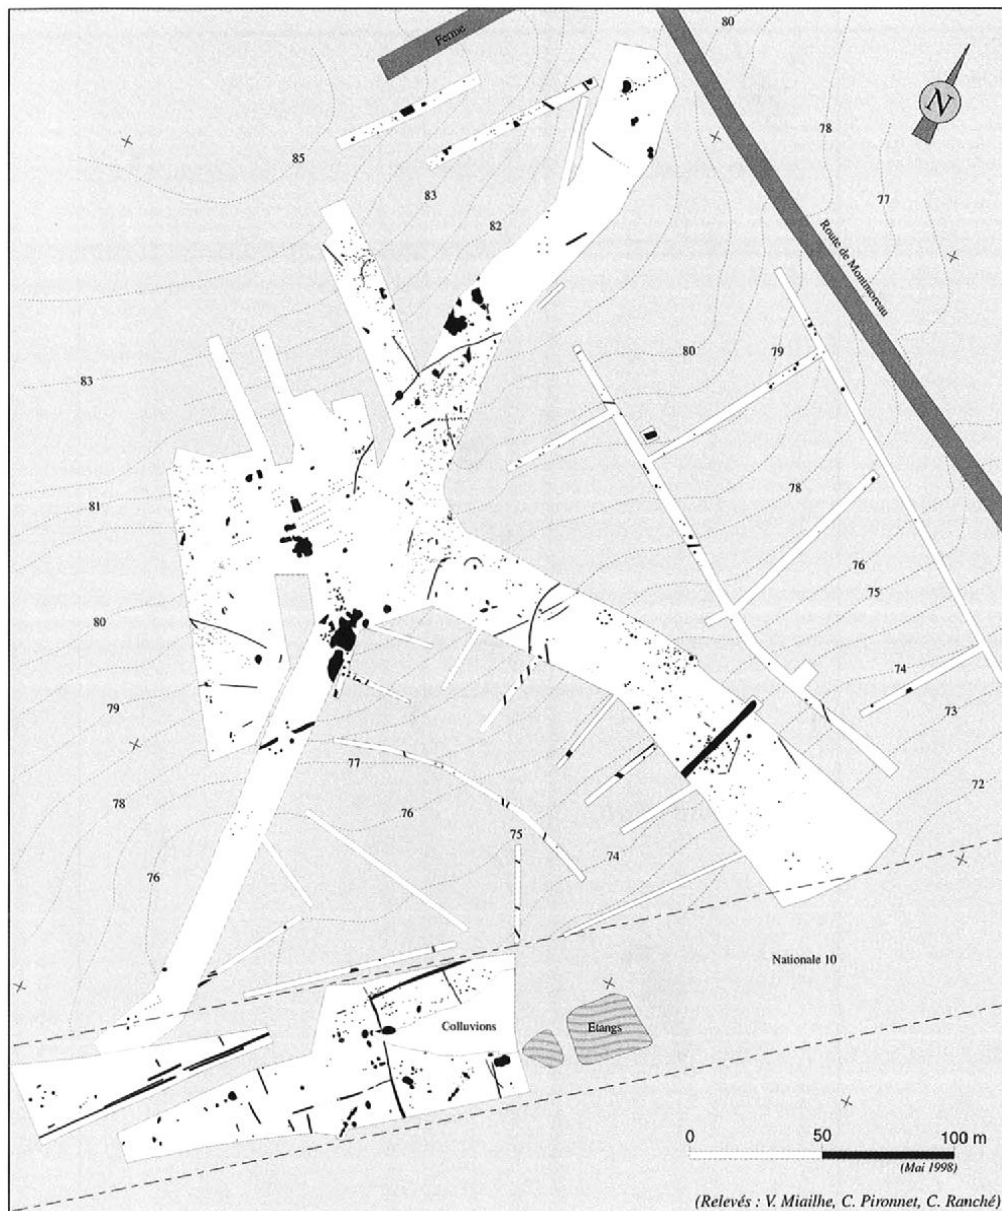 80
Ferme
N
78
85
83
77
82
Route de Montmoreau
83
80
79
81
78
76
75
80
74
79
73
77
78
76
72
75
74
76
Nationale 10
Colluvions
Etangs
0 50 100 m
(Mai 1998)
(Relevés : V. Miailhe, C. Pironnet, C. Ranché)